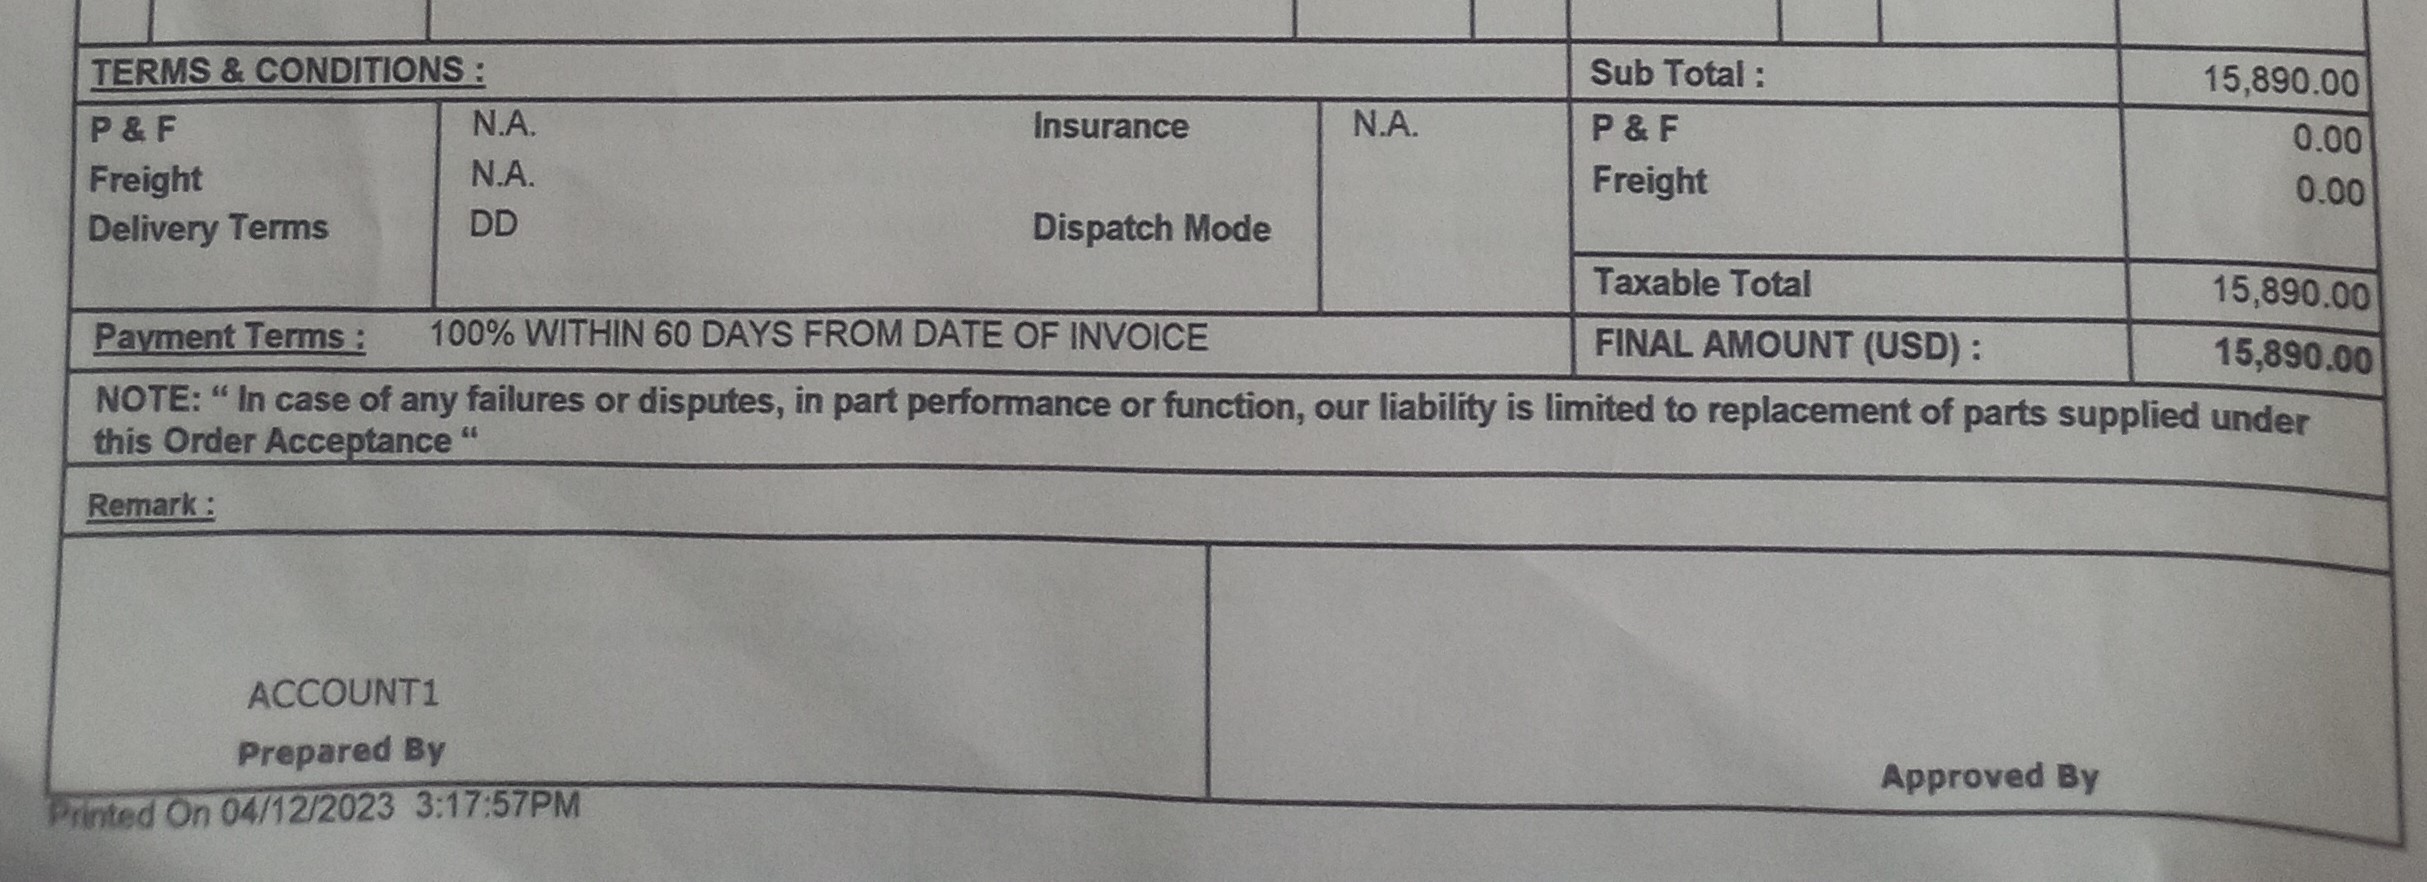 TERMS & CONDITIONS : Sub Total : 15,890.00
P & F N.A. Insurance N.A. P & F 0.00
Freight N.A. Freight 0.00
Delivery Terms DD Dispatch Mode
Taxable Total 15,890.00
Payment Terms : 100% WITHIN 60 DAYS FROM DATE OF INVOICE FINAL AMOUNT (USD) : 15,890.00
NOTE: “ In case of any failures or disputes, in part performance or function, our liability is limited to replacement of parts supplied under
this Order Acceptance “
Remark :
ACCOUNT1
Prepared By Approved By
Printed On 04/12/2023 3:17:57PM